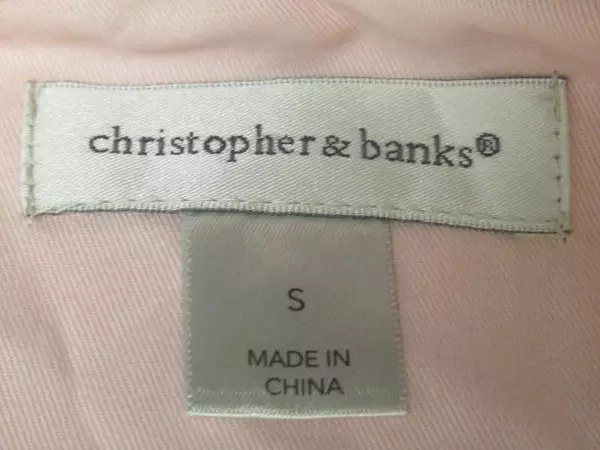 christopher & banks®
S
MADE IN
CHINA